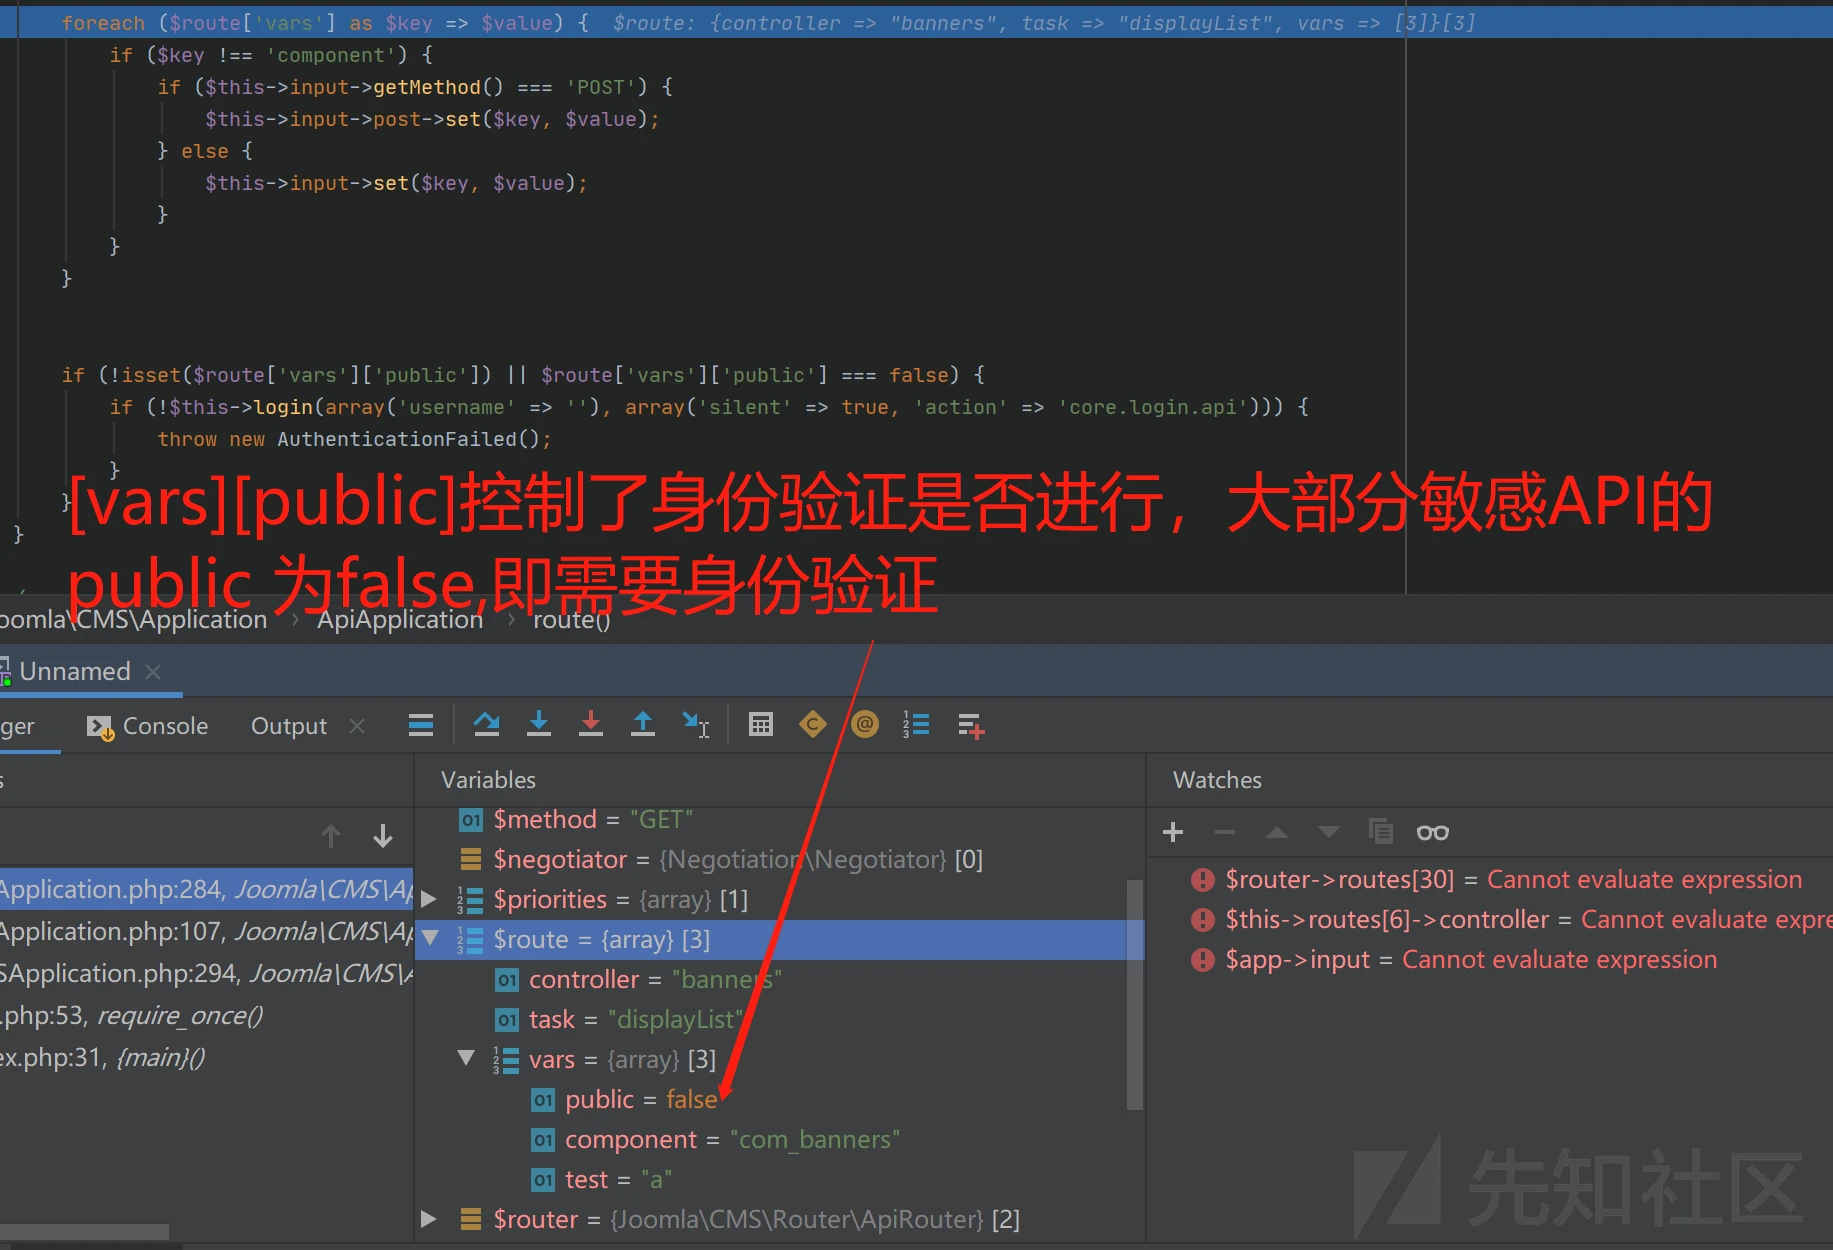 foreach ($route['vars'] as $key => $value) {  $route: {controller => "banners", task => "displayList", vars => [3]}[3]
if ($key !== 'component') {
if ($this->input->getMethod() === 'POST') {
$this->input->post->set($key, $value);
} else {
$this->input->set($key, $value);
}
}
}
if (!isset($route['vars']['public']) || $route['vars']['public'] === false) {
if (!$this->login(array('username' => ''), array('silent' => true, 'action' => 'core.login.api'))) {
throw new AuthenticationFailed();
}
}
}
[vars][public]控制了身份验证是否进行，大部分敏感API的
public 为false,即需要身份验证
oomla\CMS\Application › ApiApplication › route()
Unnamed
ger Console Output
s
Variables
Watches
$method = "GET"
$negotiator = {Negotiation\Negotiator} [0]
$priorities = {array} [1]
$route = {array} [3]
controller = "banners"
task = "displayList"
vars = {array} [3]
public = false
component = "com_banners"
test = "a"
$router = {Joomla\CMS\Router\ApiRouter} [2]
Application.php:284, Joomla\CMS\Ap
Application.php:107, Joomla\CMS\Ap
SApplication.php:294, Joomla\CMS\A
.php:53, require_once()
ex.php:31, {main}()
$router->routes[30] = Cannot evaluate expression
$this->routes[6]->controller = Cannot evaluate expre
$app->input = Cannot evaluate expression
先知社区